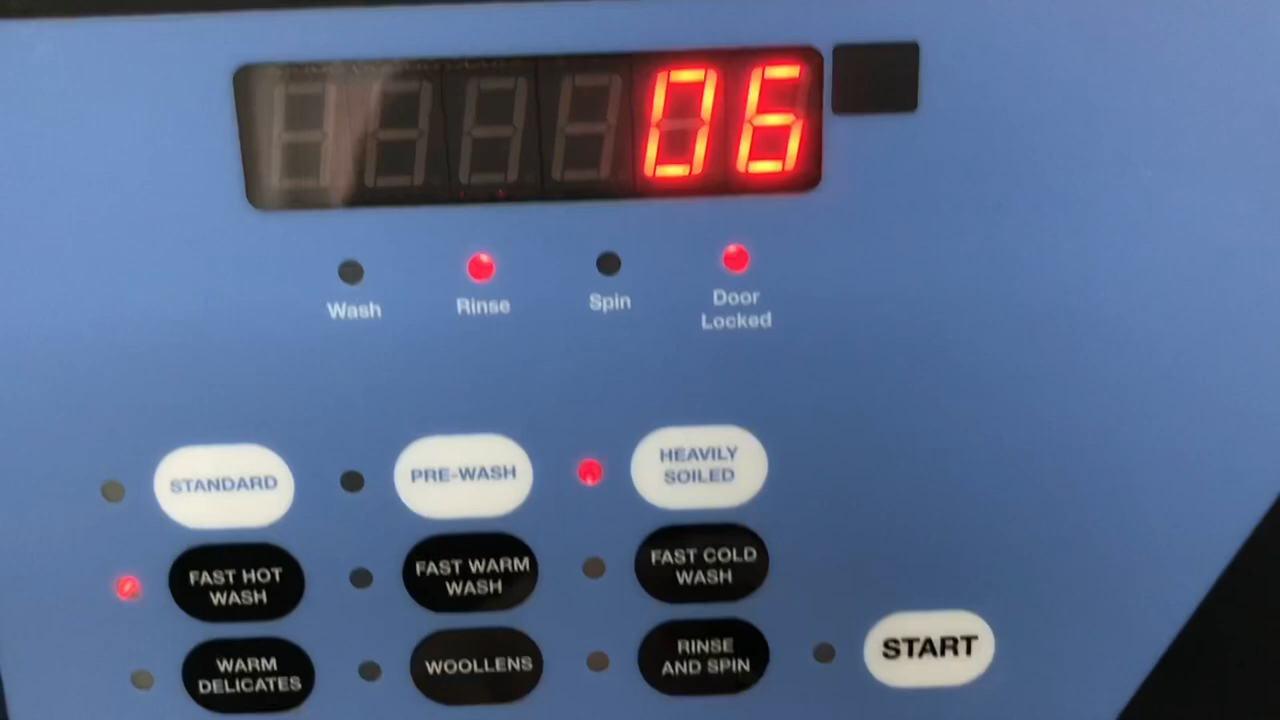 06
Wash
Rinse
Spin
Door
Locked
STANDARD
PRE-WASH
HEAVILY
SOILED
FAST HOT
WASH
FAST WARM
WASH
FAST COLD
WASH
WARM
DELICATES
WOOLLENS
RINSE
AND SPIN
START